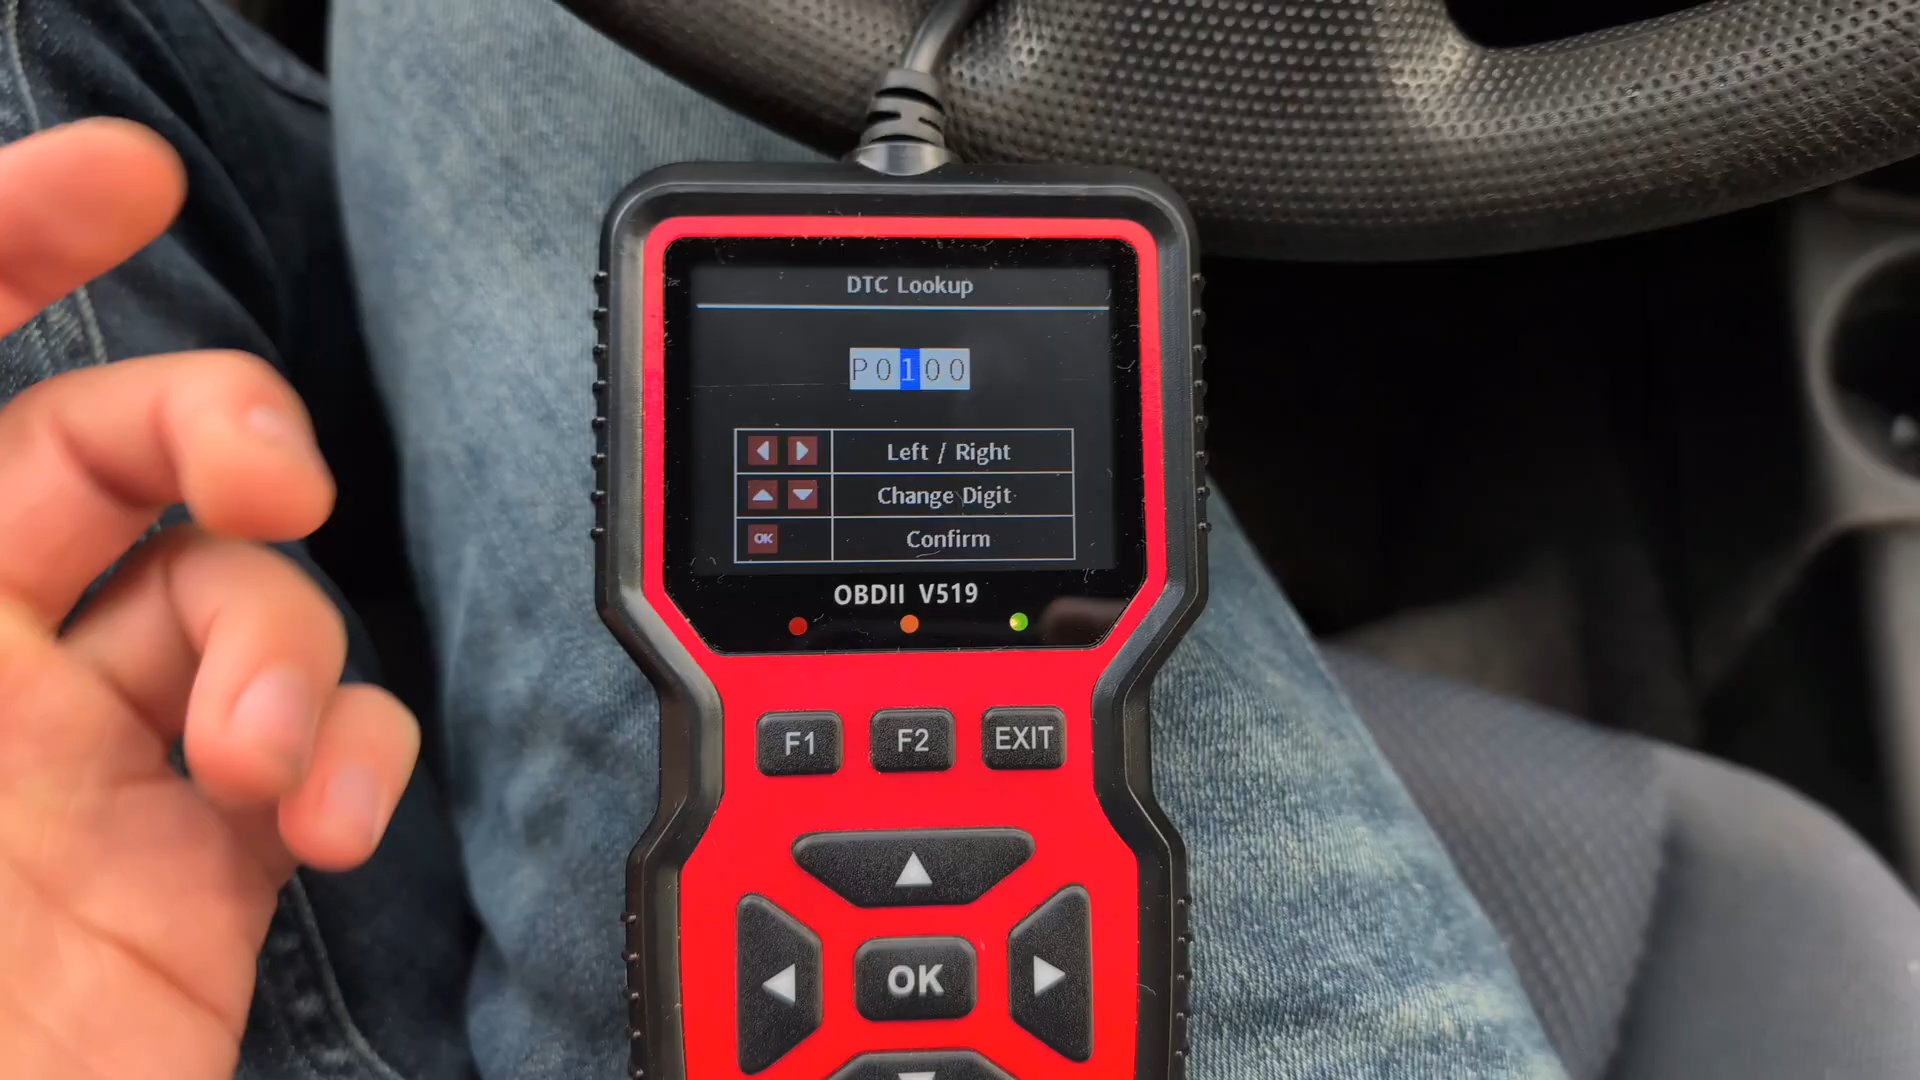 DTC Lookup
P0100
Left / Right
Change Digit
OK Confirm
OBDII V519
F1 F2 EXIT
OK